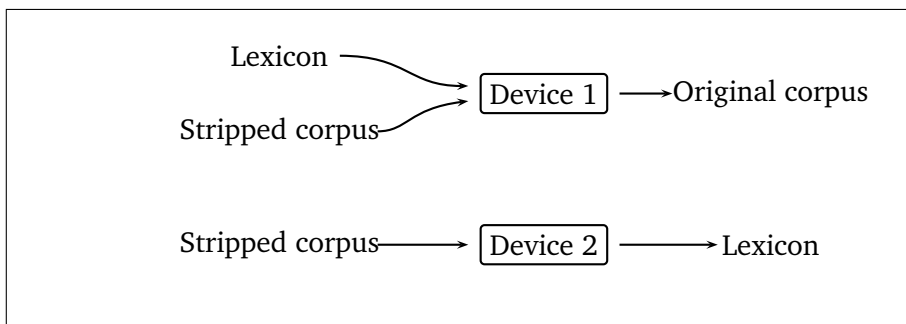 Lexicon
Device 1
Original corpus
Stripped corpus
Stripped corpus
Device 2
Lexicon